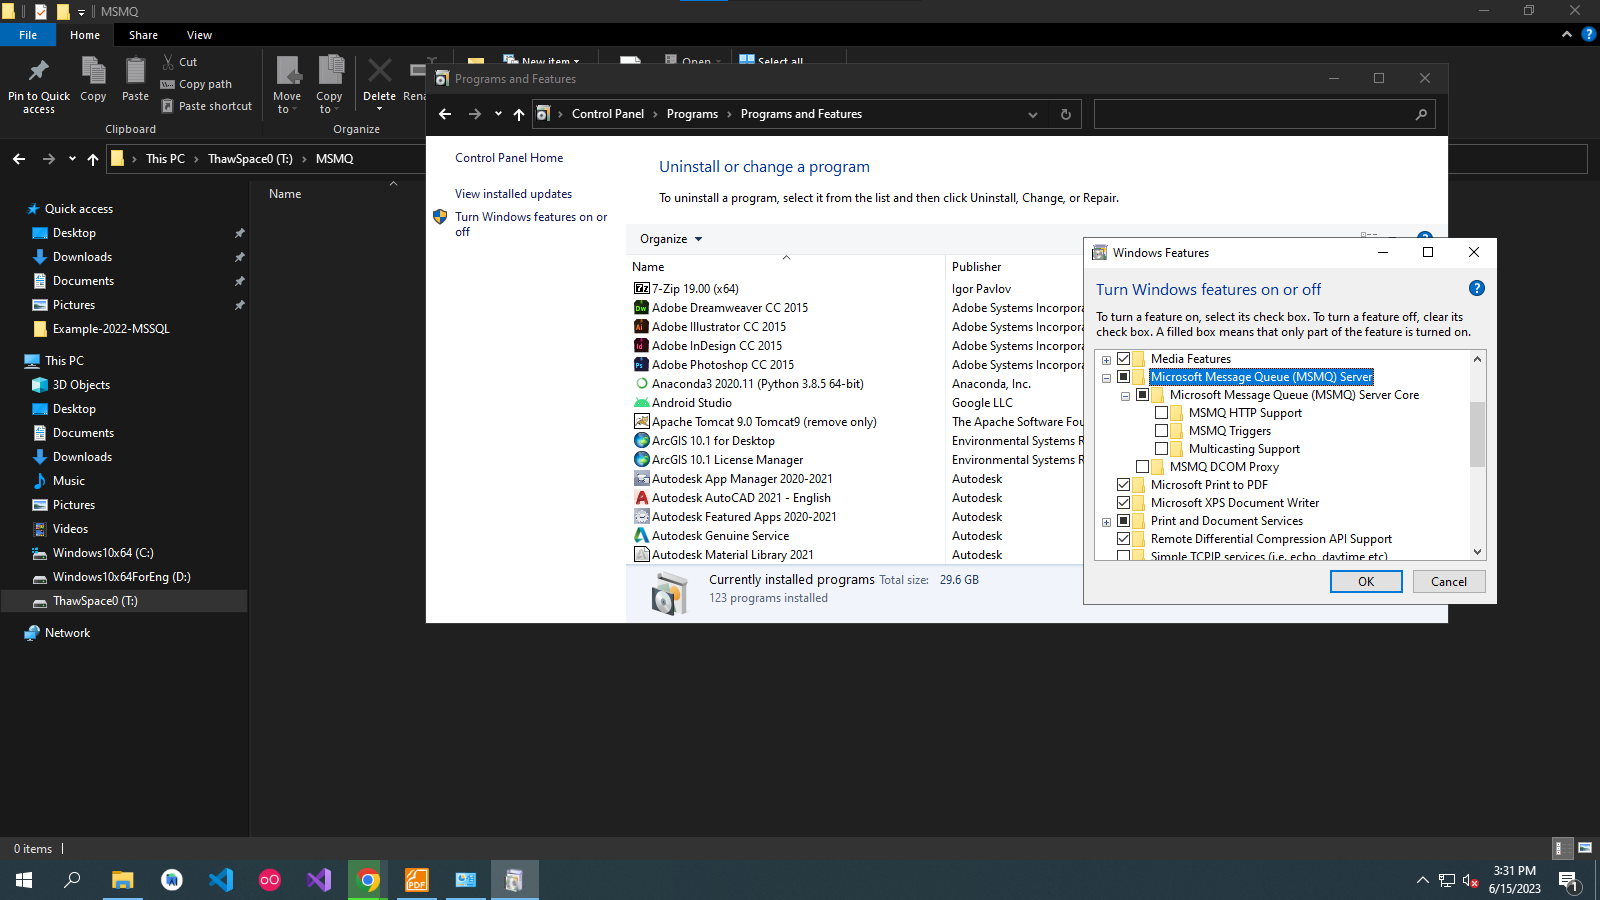 MSMQ
File
Home
Share
View
Pin to Quick access
Copy
Paste
Cut
Copy path
Paste shortcut
Clipboard
Move to
Copy to
Delete
Organize
New item
Open
Select all
This PC
ThawSpace0 (T:)
MSMQ
Name
Quick access
Desktop
Downloads
Documents
Pictures
Example-2022-MSSQL
This PC
3D Objects
Desktop
Documents
Downloads
Music
Pictures
Videos
Windows10x64 (C:)
Windows10x64ForEng (D:)
ThawSpace0 (T:)
Network
0 items
Programs and Features
Control Panel
Programs
Programs and Features
Control Panel Home
View installed updates
Turn Windows features on or
off
Uninstall or change a program
To uninstall a program, select it from the list and then click Uninstall, Change, or Repair.
Organize
Name Publisher
7-Zip 19.00 (x64) Igor Pavlov
Adobe Dreamweaver CC 2015 Adobe Systems Incorpora
Adobe Illustrator CC 2015 Adobe Systems Incorpora
Adobe InDesign CC 2015 Adobe Systems Incorpora
Adobe Photoshop CC 2015 Adobe Systems Incorpora
Anaconda3 2020.11 (Python 3.8.5 64-bit) Anaconda, Inc.
Android Studio Google LLC
Apache Tomcat 9.0 Tomcat9 (remove only) The Apache Software Fou
ArcGIS 10.1 for Desktop Environmental Systems R
ArcGIS 10.1 License Manager Environmental Systems R
Autodesk App Manager 2020-2021 Autodesk
Autodesk AutoCAD 2021 - English Autodesk
Autodesk Featured Apps 2020-2021 Autodesk
Autodesk Genuine Service Autodesk
Autodesk Material Library 2021 Autodesk
Currently installed programs Total size: 29.6 GB
123 programs installed
Windows Features
Turn Windows features on or off
To turn a feature on, select its check box. To turn a feature off, clear its
check box. A filled box means that only part of the feature is turned on.
Media Features
Microsoft Message Queue (MSMQ) Server
Microsoft Message Queue (MSMQ) Server Core
MSMQ HTTP Support
MSMQ Triggers
Multicasting Support
MSMQ DCOM Proxy
Microsoft Print to PDF
Microsoft XPS Document Writer
Print and Document Services
Remote Differential Compression API Support
Simple TCPIP services (i.e. echo, daytime etc)
OK
Cancel
3:31 PM
6/15/2023
1